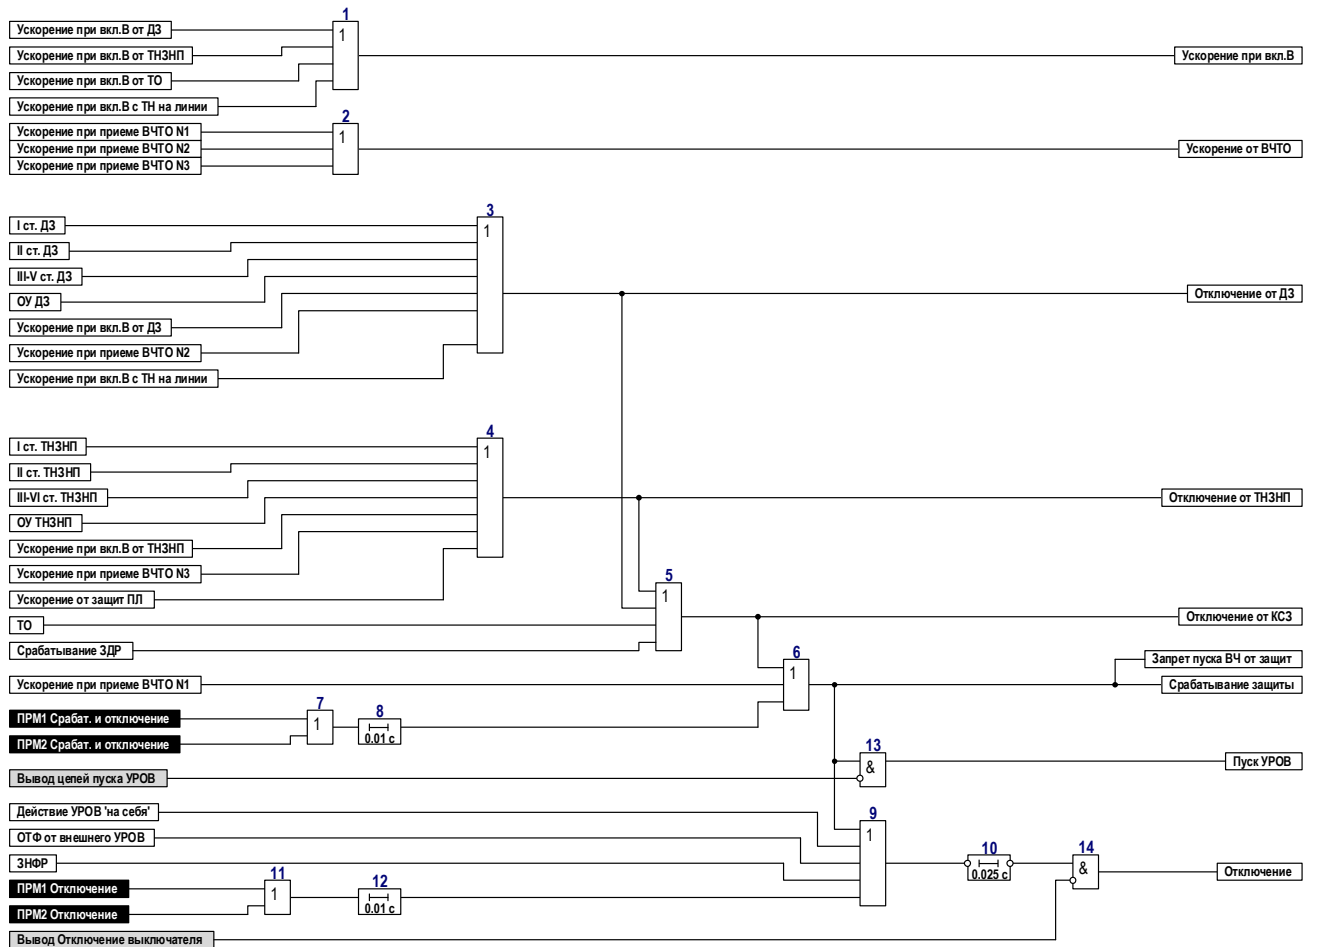 1
Ускорение при вкл.В от ДЗ
1
Ускорение при вкл.В от ТНЗНП
Ускорение при вкл.В
Ускорение при вкл.В от ТО
Ускорение при вкл.В с ТН на линии
2
Ускорение при приеме ВЧТО N1
1
Ускорение при приеме ВЧТО N2
Ускорение от ВЧТО
Ускорение при приеме ВЧТО N3
3
I ст. ДЗ
1
II ст. ДЗ
III-V ст. ДЗ
ОУ ДЗ
Отключение от ДЗ
Ускорение при вкл.В от ДЗ
Ускорение при приеме ВЧТО N2
Ускорение при вкл.В с ТН на линии
4
I ст. ТНЗНП
1
II ст. ТНЗНП
III-VI ст. ТНЗНП
Отключение от ТНЗНП
ОУ ТНЗНП
Ускорение при вкл.В от ТНЗНП
Ускорение при приеме ВЧТО N3
5
Ускорение от защит ПЛ
1
ТО
Отключение от КСЗ
Срабатывание ЗДР
6
1
Запрет пуска ВЧ от защит
Ускорение при приеме ВЧТО N1
Срабатывание защиты
7
8
ПРМ1 Срабат. и отключение
1
0.01 с
ПРМ2 Срабат. и отключение
13
&
Пуск УРОВ
Вывод цепей пуска УРОВ
Действие УРОВ 'на себя'
9
1
ОТФ от внешнего УРОВ
10
0.025 с
14
&
ЗНФР
Отключение
11
12
ПРМ1 Отключение
1
0.01 с
ПРМ2 Отключение
Вывод Отключение выключателя